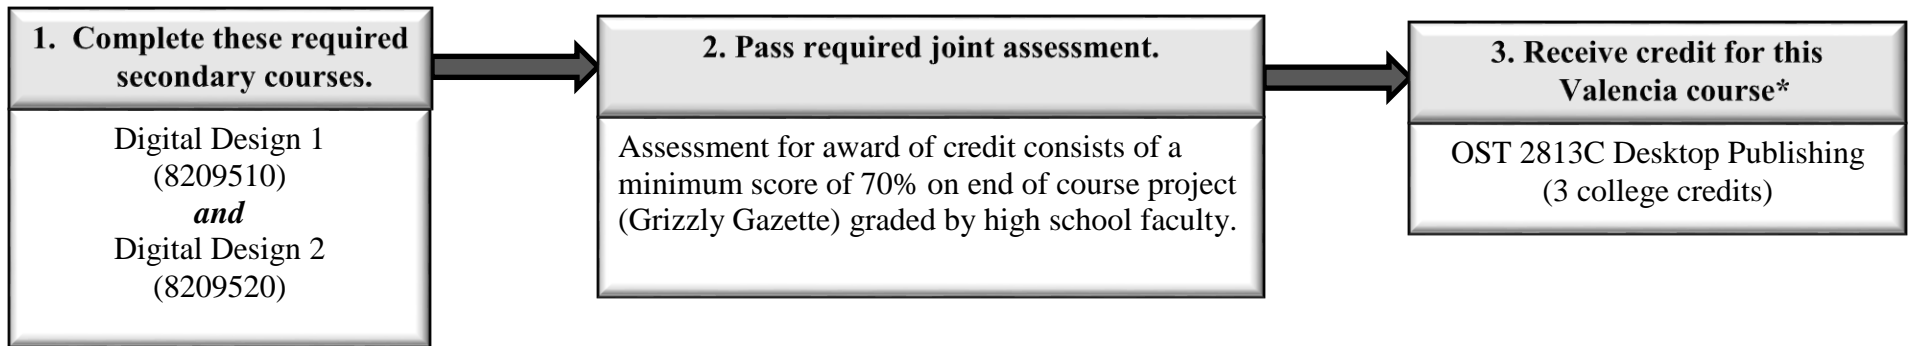 1. Complete these required
secondary courses.
Digital Design 1
(8209510)
and
Digital Design 2
(8209520)
2. Pass required joint assessment.
Assessment for award of credit consists of a
minimum score of 70% on end of course project
(Grizzly Gazette) graded by high school faculty.
3. Receive credit for this
Valencia course*
OST 2813C Desktop Publishing
(3 college credits)